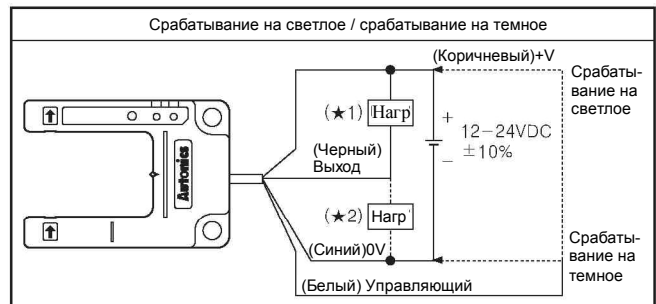 Срабатывание на светлое / срабатывание на темное
(Коричневый)+V
Срабаты-
вание на
светлое
(★1) Нагр
+
12-24VDC
±10%
−
(Черный)
Выход
Autonics
(★2) Нагр
(Синий)0V
Срабаты-
вание на
темное
(Белый) Управляющий